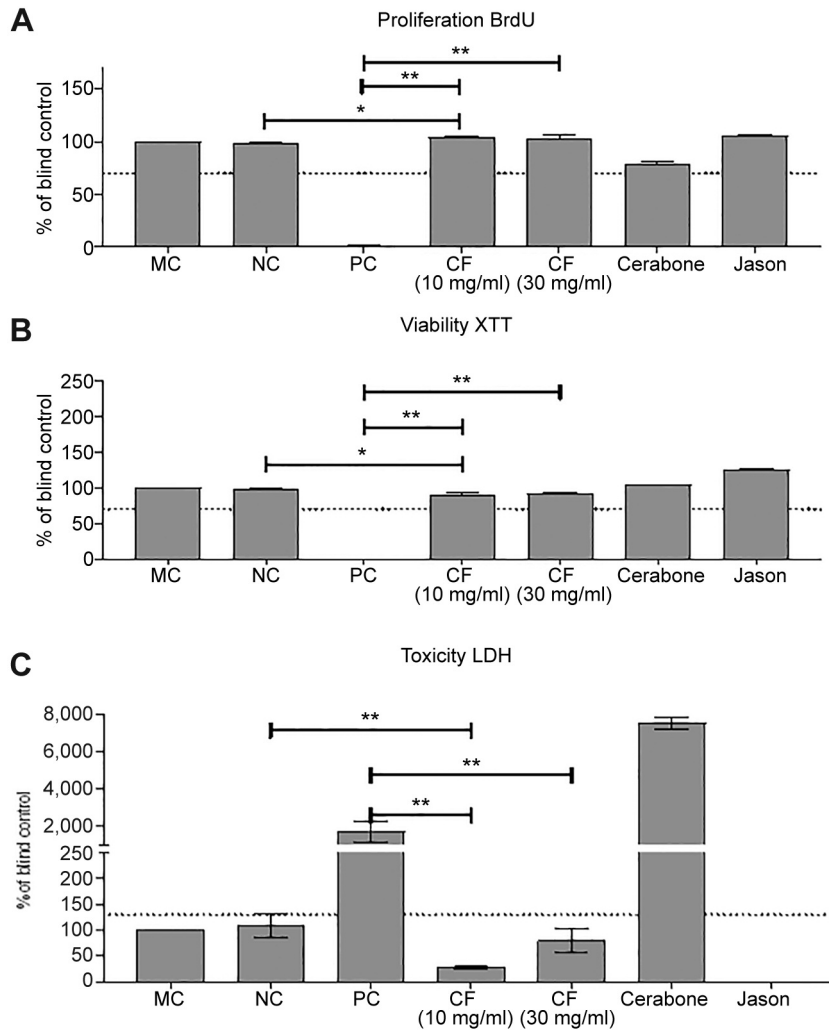 A
Proliferation BrdU
% of blind control
150
100
50
0
**
**
*
MC NC PC CF CF Cerabone Jason
(10 mg/ml) (30 mg/ml)
B
Viability XTT
% of blind control
250
200
150
100
50
0
**
**
*
MC NC PC CF CF Cerabone Jason
(10 mg/ml) (30 mg/ml)
C
Toxicity LDH
% of blind control
8,000
6,000
4,000
2,000
250
200
150
100
50
0
**
**
**
MC NC PC CF CF Cerabone Jason
(10 mg/ml) (30 mg/ml)